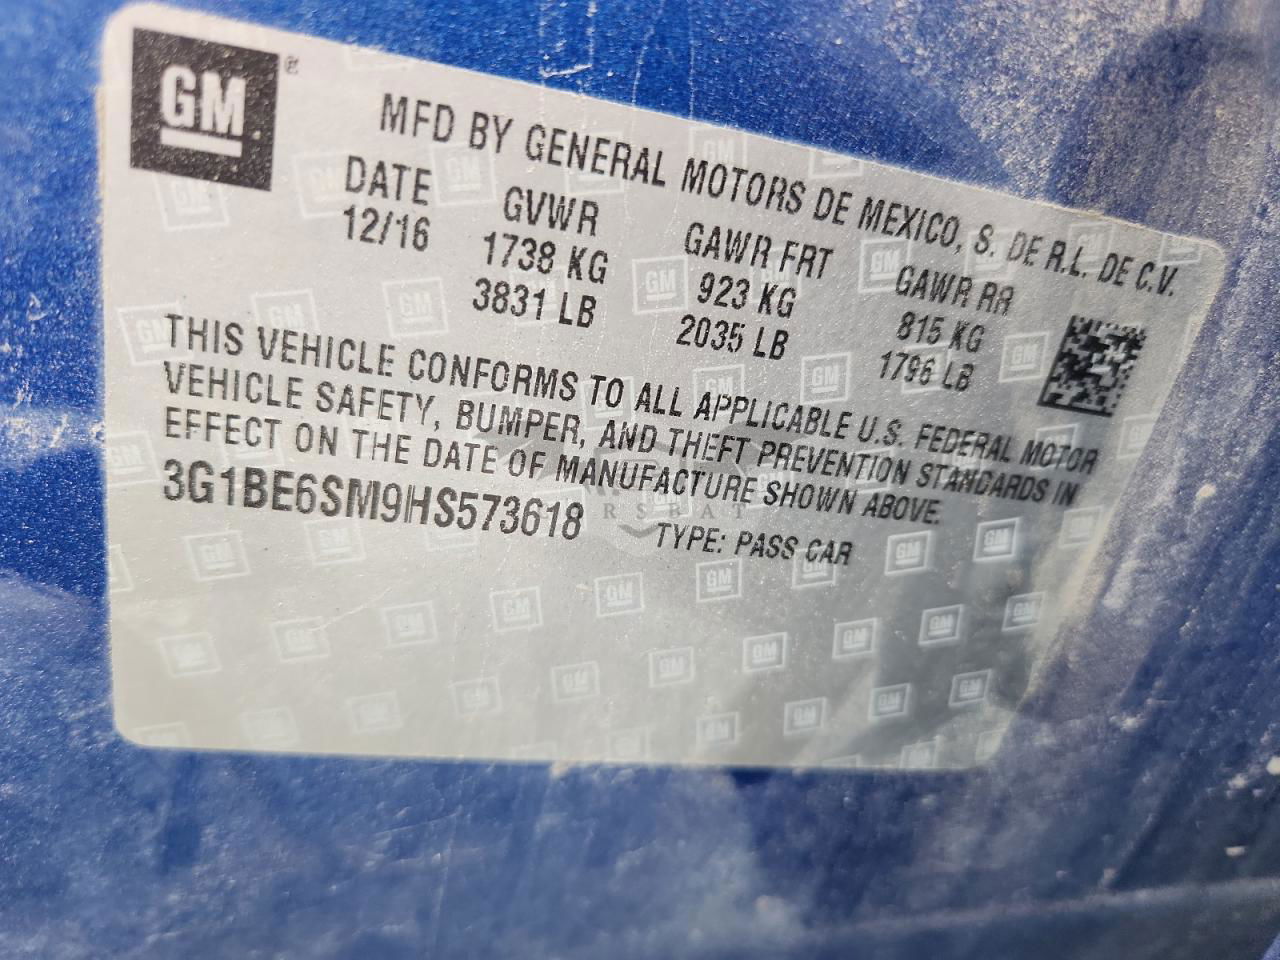 GM®
MFD BY GENERAL MOTORS DE MEXICO, S. DE R.L. DE C.V.
DATE GVWR GAWR FRT GAWR RR
12/16 1738 KG 923 KG 815 KG
3831 LB 2035 LB 1796 LB
THIS VEHICLE CONFORMS TO ALL APPLICABLE U.S. FEDERAL MOTOR
VEHICLE SAFETY, BUMPER, AND THEFT PREVENTION STANDARDS IN
EFFECT ON THE DATE OF MANUFACTURE SHOWN ABOVE.
3G1BE6SM9HS573618 TYPE: PASS CAR